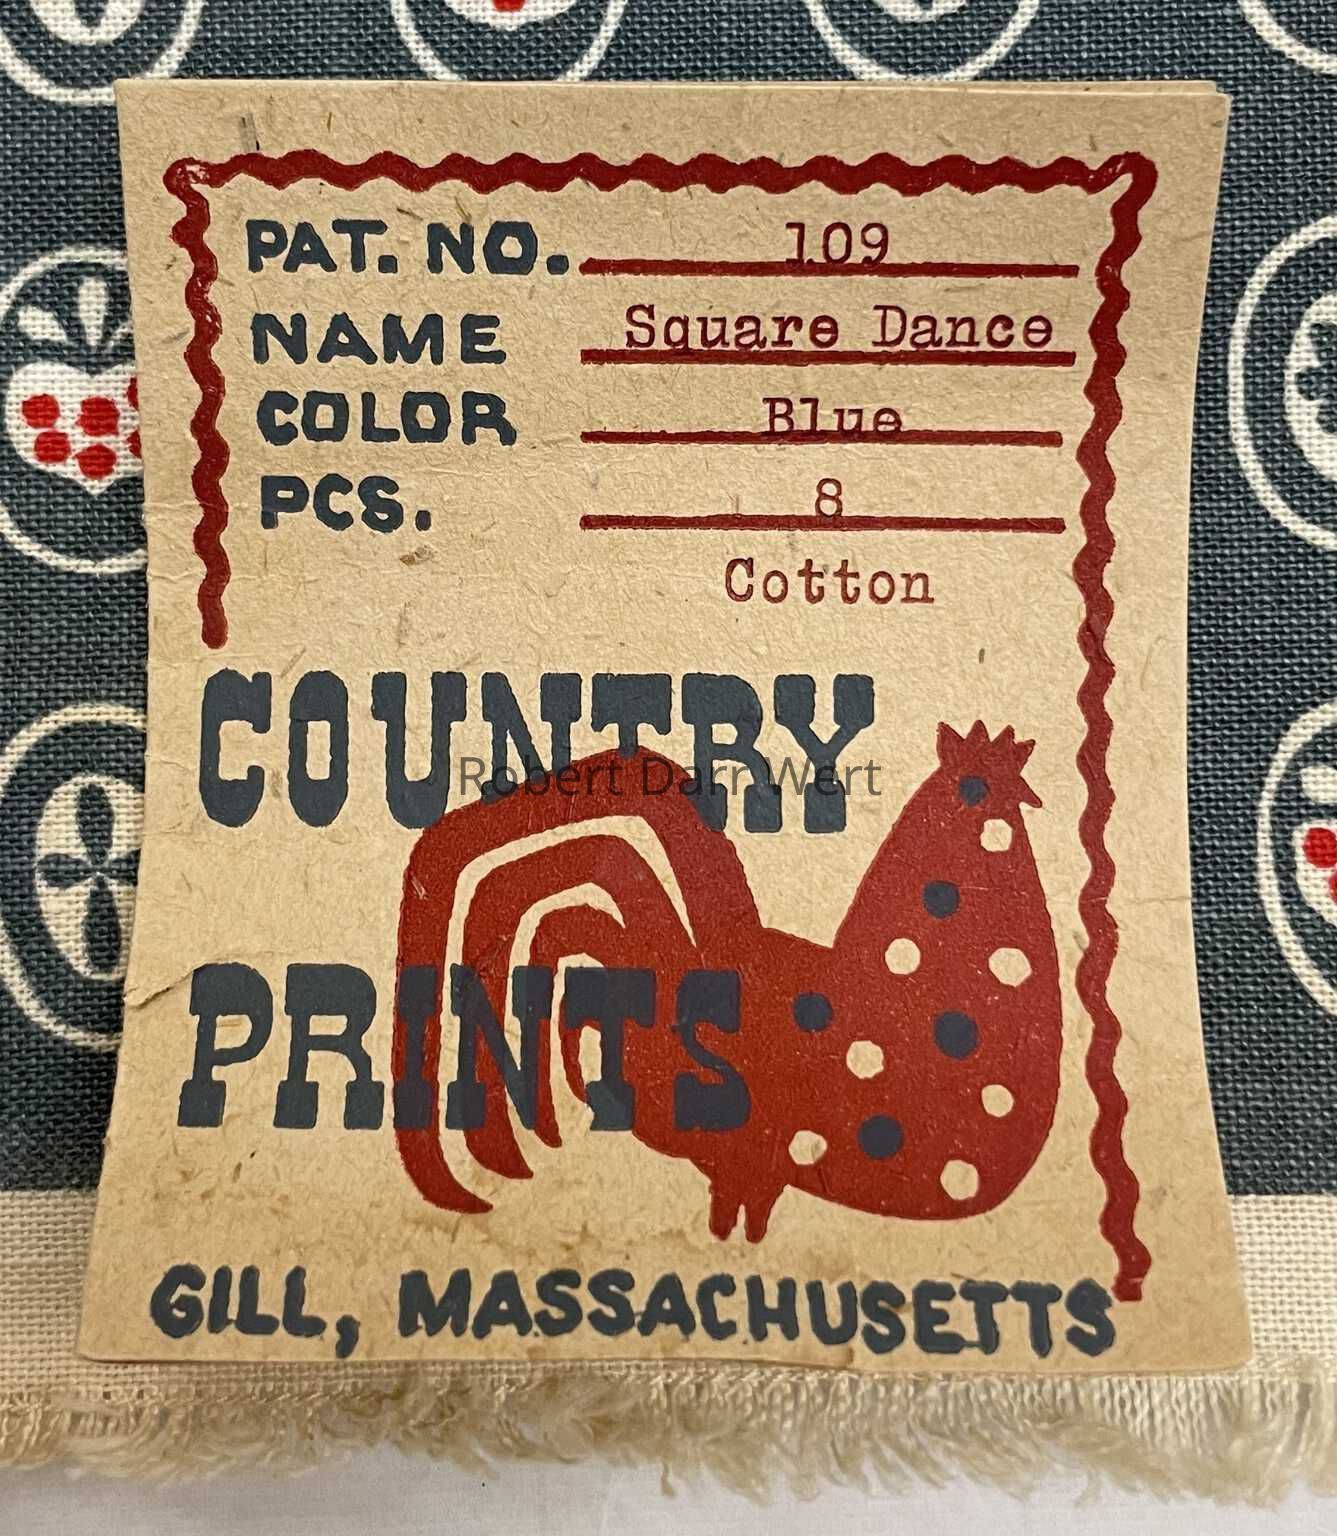 PAT. NO. 109
NAME Square Dance
COLOR Blue
PCS. 8
Cotton
COUNTRY
Robert Darr Wert
PRINTS
GILL, MASSACHUSETTS